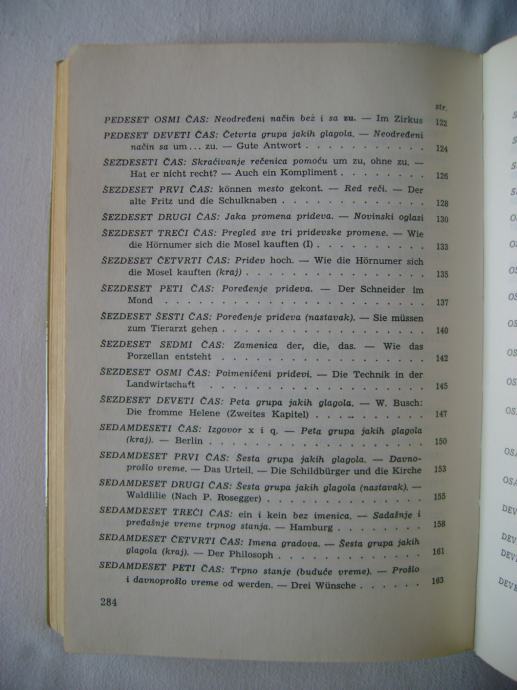 str.
PEDESET OSMI ČAS: Neodređeni način bez i sa zu. — Im Zirkus 122
PEDESET DEVETI ČAS: Četvrta grupa jakih glagola. — Neodređeni
način sa um ... zu. — Gute Antwort . . . . . . . . . . 124
ŠEZDESETI ČAS: Skraćivanje rečenica pomoću um zu, ohne zu. —
Hat er nicht recht? — Auch ein Kompliment . . . . . . . 126
ŠEZDESET PRVI ČAS: können mesto gekont. — Red reči. — Der
alte Fritz und die Schulknaben . . . . . . . . . . . 128
ŠEZDESET DRUGI ČAS: Jaka promena prideva. — Novinski oglasi 130
ŠEZDESET TREĆI ČAS: Pregled sve tri pridevske promene. — Wie
die Hörnumer sich die Mosel kauften (I) . . . . . . . . 133
ŠEZDESET ČETVRTI ČAS: Pridev hoch. — Wie die Hörnumer sich
die Mosel kauften (kraj) . . . . . . . . . . . . . 135
ŠEZDESET PETI ČAS: Poređenje prideva. — Der Schneider im
Mond . . . . . . . . . . . . . . . . . . . 137
ŠEZDESET ŠESTI ČAS: Poređenje prideva (nastavak). — Sie müssen
zum Tierarzt gehen . . . . . . . . . . . . . . . 140
ŠEZDESET SEDMI ČAS: Zamenica der, die, das. — Wie das
Porzellan entsteht . . . . . . . . . . . . . . . 142
ŠEZDESET OSMI ČAS: Poimeničeni pridevi. — Die Technik in der
Landwirtschaft . . . . . . . . . . . . . . . . 145
ŠEZDESET DEVETI ČAS: Peta grupa jakih glagola. — W. Busch:
Die fromme Helene (Zweites Kapitel) . . . . . . . . . 147
SEDAMDESETI ČAS: Izgovor x i q. — Peta grupa jakih glagola
(kraj). — Berlin . . . . . . . . . . . . . . . . 150
SEDAMDESET PRVI ČAS: Šesta grupa jakih glagola. — Davno-
prošlo vreme. — Das Urteil. — Die Schildbürger und die Kirche 153
SEDAMDESET DRUGI ČAS: Šesta grupa jakih glagola (nastavak). —
Waldlilie (Nach P. Rosegger) . . . . . . . . . . . . 155
SEDAMDESET TREĆI ČAS: ein i kein bez imenica. — Sadašnje i
pređašnje vreme trpnog stanja. — Hamburg . . . . . . . 158
SEDAMDESET ČETVRTI ČAS: Imena gradova. — Šesta grupa jakih
glagola (kraj). — Der Philosoph . . . . . . . . . . . 161
SEDAMDESET PETI ČAS: Trpno stanje (buduće vreme). — Prošlo
i davnoprošlo vreme od werden. — Drei Wünsche . . . . . . 163
284